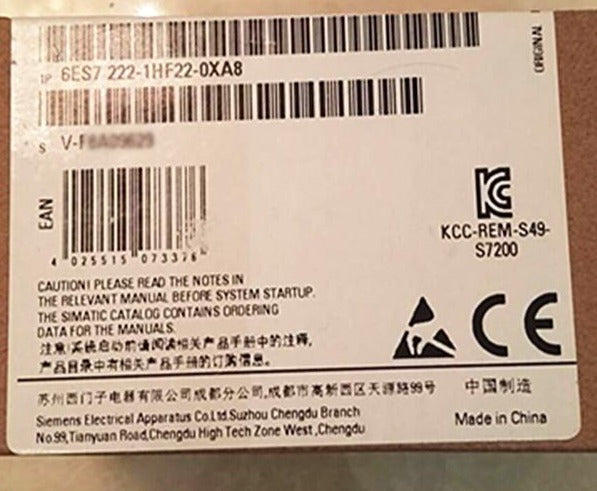 ORIGINAL
1P 6ES7 222-1HF22-0XA8
S V-
EAN
4 025515 073376
KCC-REM-S49-
S7200
CAUTION! PLEASE READ THE NOTES IN
THE RELEVANT MANUAL BEFORE SYSTEM STARTUP.
THE SIMATIC CATALOG CONTAINS ORDERING
DATA FOR THE MANUALS.
注意!系统启动前请阅读相关产品手册中的注释,
产品目录中有相关产品手册的订购信息。
CE
苏州西门子电器有限公司成都分公司,成都市高新西区天源路99号
中国制造
Siemens Electrical Apparatus Co.Ltd.Suzhou Chengdu Branch
No.99,Tianyuan Road,Chengdu High Tech Zone West ,Chengdu
Made in China